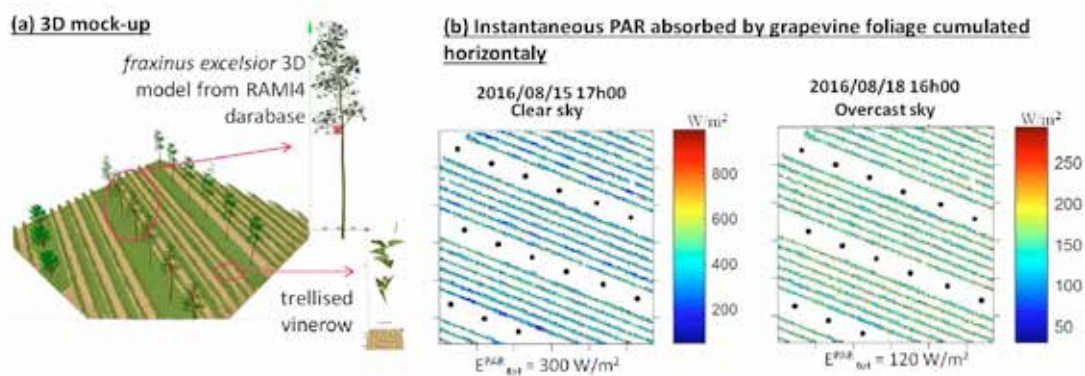 (a) 3D mock-up
fraxinus excelsior 3D
model from RAMI4
darabase
trellised
vinerow
(b) Instantaneous PAR absorbed by grapevine foliage cumulated
horizontaly
2016/08/15 17h00
Clear sky
W/m²
800
600
400
200
E^PAR_tot = 300 W/m²
2016/08/18 16h00
Overcast sky
W/m²
250
200
150
100
50
E^PAR_tot = 120 W/m²